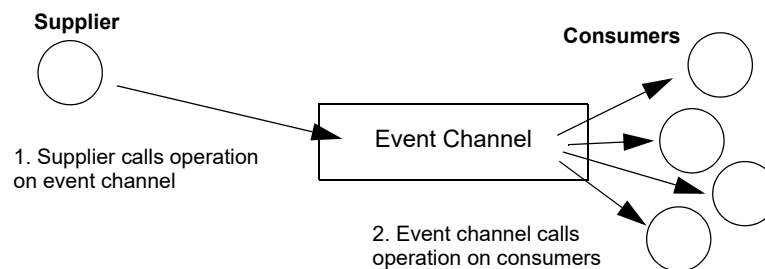 Supplier
Consumers
Event Channel
1. Supplier calls operation
on event channel
2. Event channel calls
operation on consumers